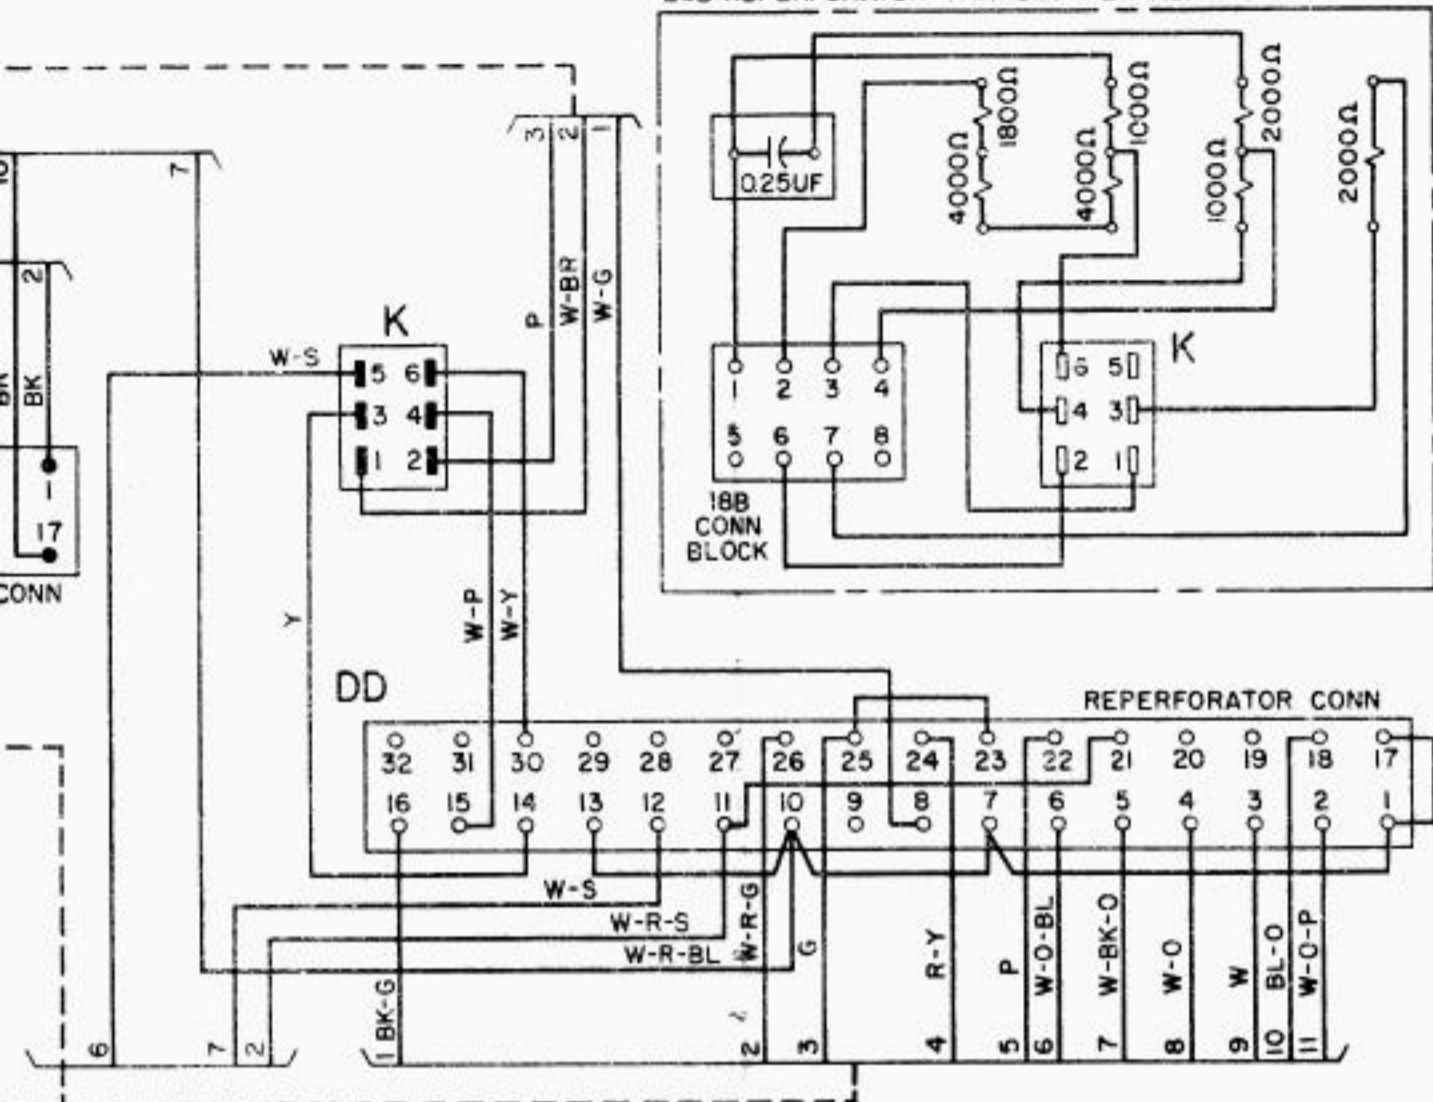 3 2 1
10 7
1800Ω
1000Ω
2000Ω
4000Ω
4000Ω
1000Ω
2000Ω
0.25UF
2
P
W-BR
W-G
K
W-S
5 6
3 4
1 2
BK
1 2 3 4
5 6 7 8
18B
CONN
BLOCK
K
6 5
4 3
2 1
1
17
CONN
Y
W-P
W-Y
DD
REPERFORATOR CONN
32 31 30 29 28 27 26 25 24 23 22 21 20 19 18 17
16 15 14 13 12 11 10 9 8 7 6 5 4 3 2 1
W-S
W-R-S
W-R-BL
BK-G
W-R-G
G
R-Y
P
W-O-BL
W-BK-O
W-O
W
BL-O
W-O-P
6 7 2
1 2 3 4 5 6 7 8 9 10 11